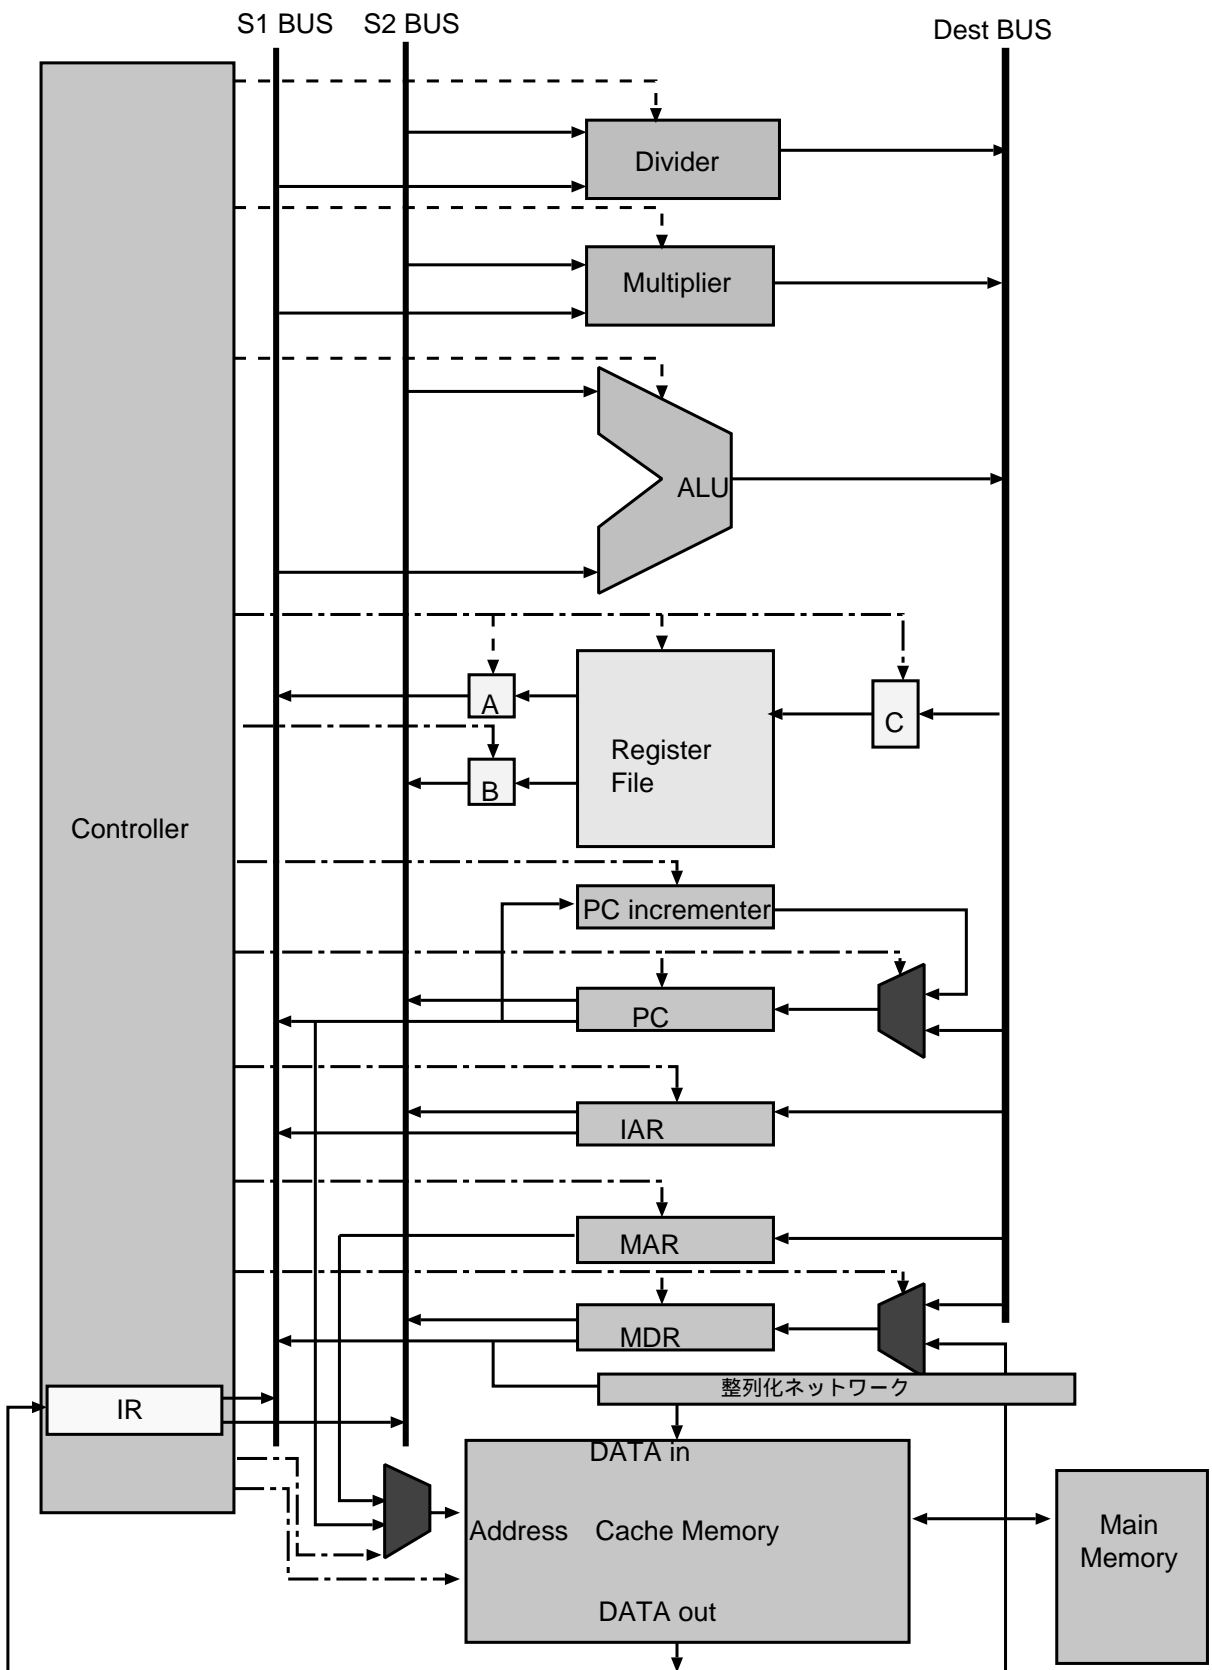 S1 BUS
S2 BUS
Dest BUS
Divider
Multiplier
ALU
A
C
Register
File
B
Controller
PC incrementer
PC
IAR
MAR
MDR
整列化ネットワーク
IR
DATA in
Address
Cache Memory
Main
Memory
DATA out